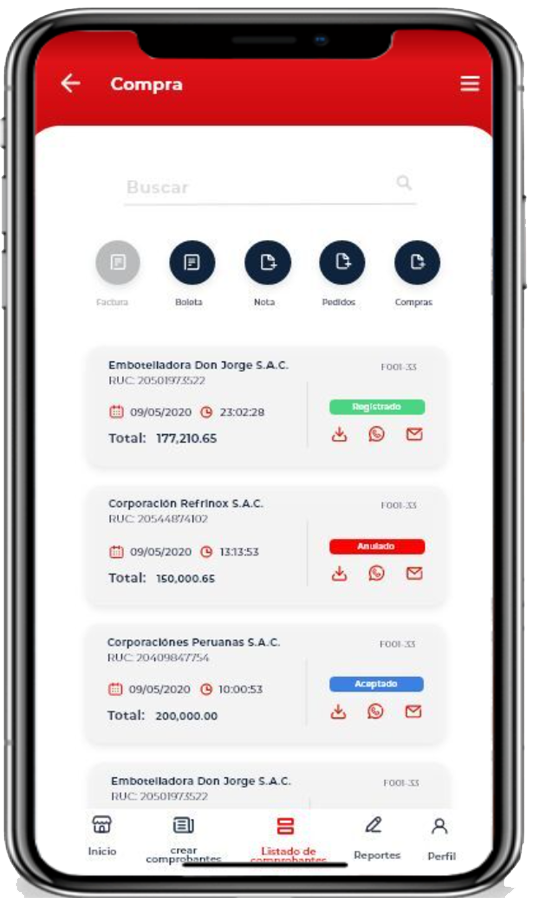 Compra
Buscar
Factura Boleta Nota Pedidos Compras
Embotelladora Don Jorge S.A.C. F001-33
RUC: 20501973522
Registrado
09/05/2020 23:02:28
Total: 177,210.65
Corporación Refrinox S.A.C. F001-33
RUC: 20544874102
Anulado
09/05/2020 13:13:53
Total: 150,000.65
Corporaciónes Peruanas S.A.C. F001-33
RUC: 20409847754
Aceptado
09/05/2020 10:00:53
Total: 200,000.00
Embotelladora Don Jorge S.A.C. F001-33
RUC: 20501973522
Inicio
crear
comprobantes
Listado de
comprobantes
Reportes
Perfil